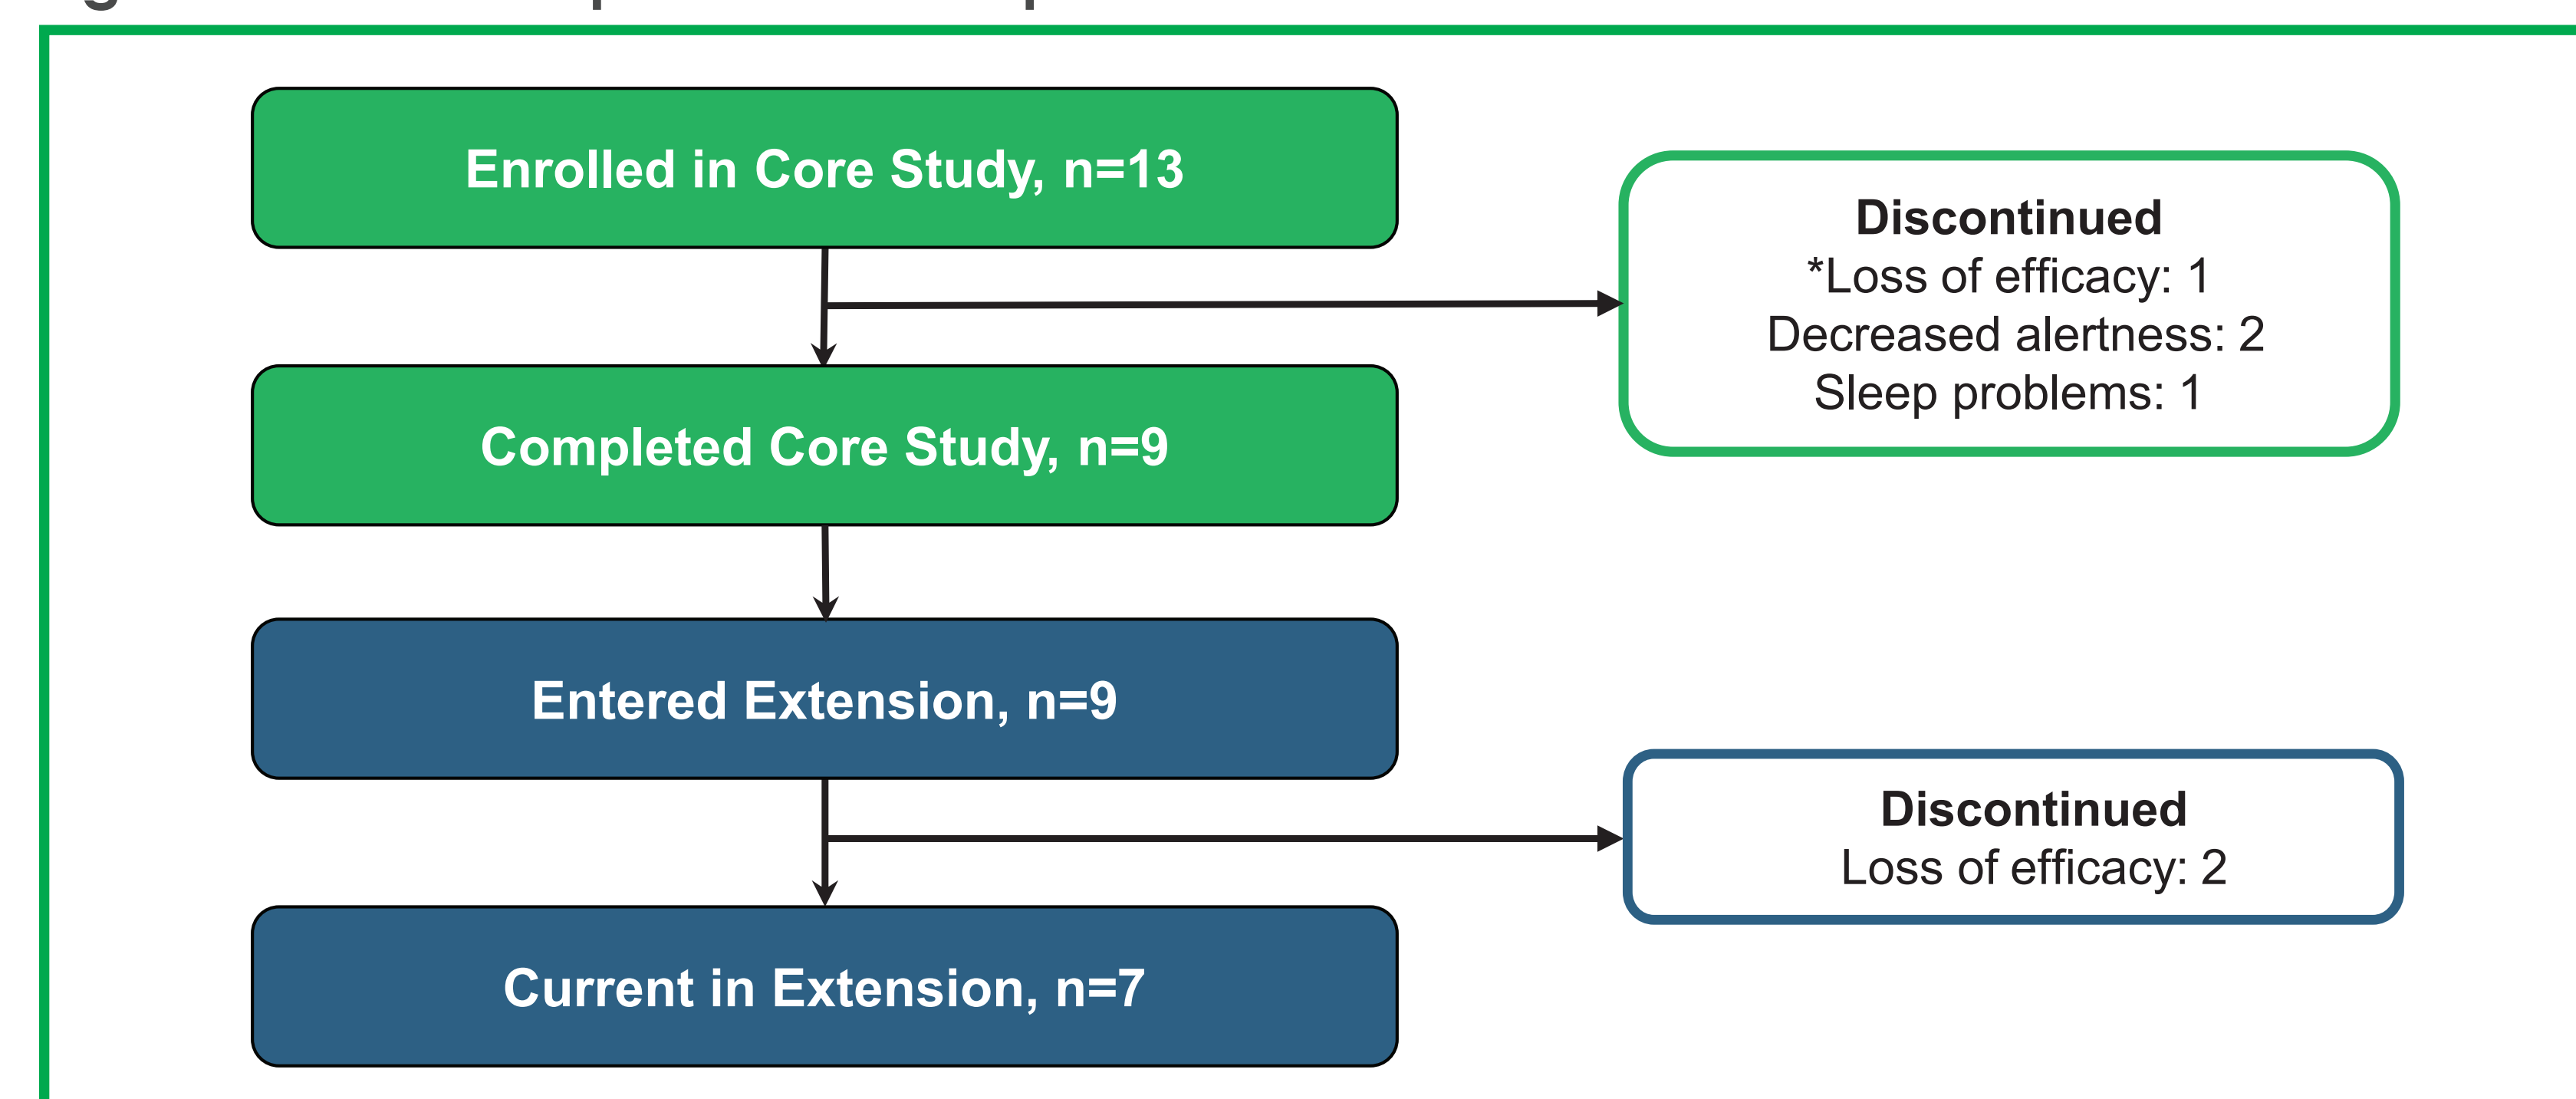 Enrolled in Core Study, n=13
Discontinued
*Loss of efficacy: 1
Decreased alertness: 2
Sleep problems: 1
Completed Core Study, n=9
Entered Extension, n=9
Discontinued
Loss of efficacy: 2
Current in Extension, n=7